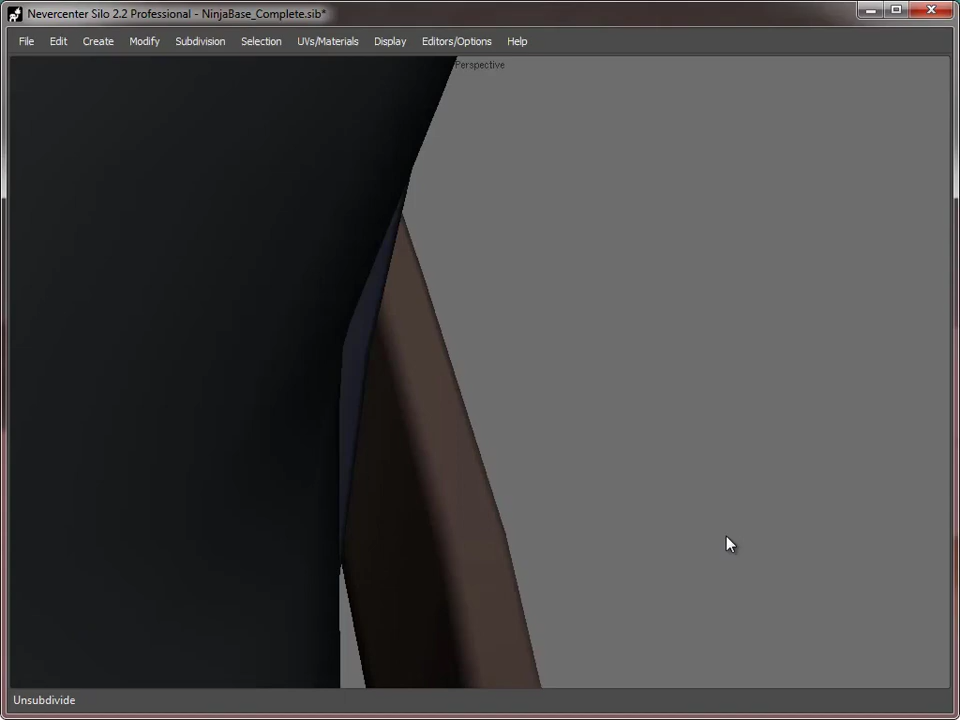 Nevercenter Silo 2.2 Professional - NinjaBase_Complete.sib*
File Edit Create Modify Subdivision Selection UVs/Materials Display Editors/Options Help
Perspective
Unsubdivide